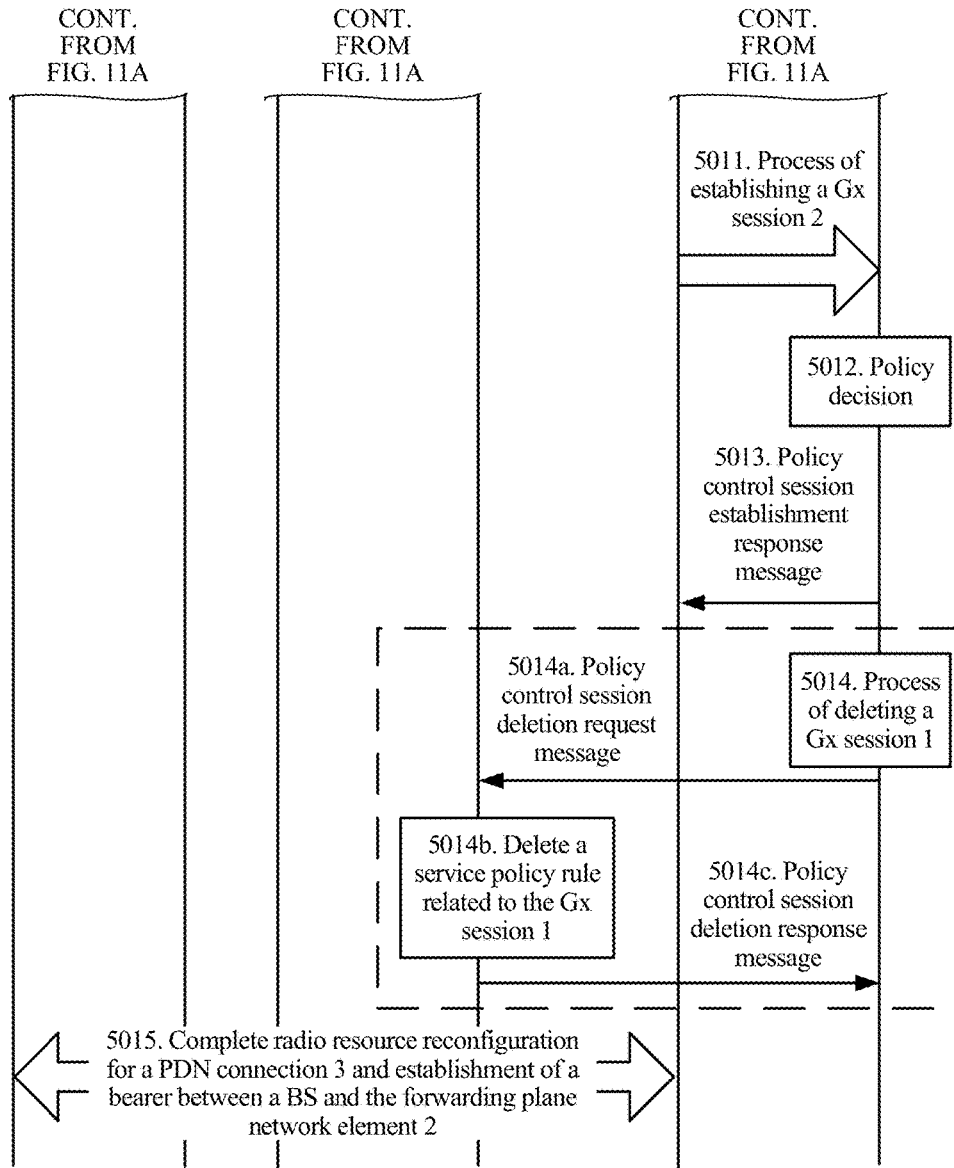 CONT.
FROM
FIG. 11A
CONT.
FROM
FIG. 11A
CONT.
FROM
FIG. 11A
5011. Process of
establishing a Gx
session 2
5012. Policy
decision
5013. Policy
control session
establishment
response
message
5014. Process
of deleting a
Gx session 1
5014a. Policy
control session
deletion request
message
5014b. Delete a
service policy rule
related to the Gx
session 1
5014c. Policy
control session
deletion response
message
5015. Complete radio resource reconfiguration
for a PDN connection 3 and establishment of a
bearer between a BS and the forwarding plane
network element 2